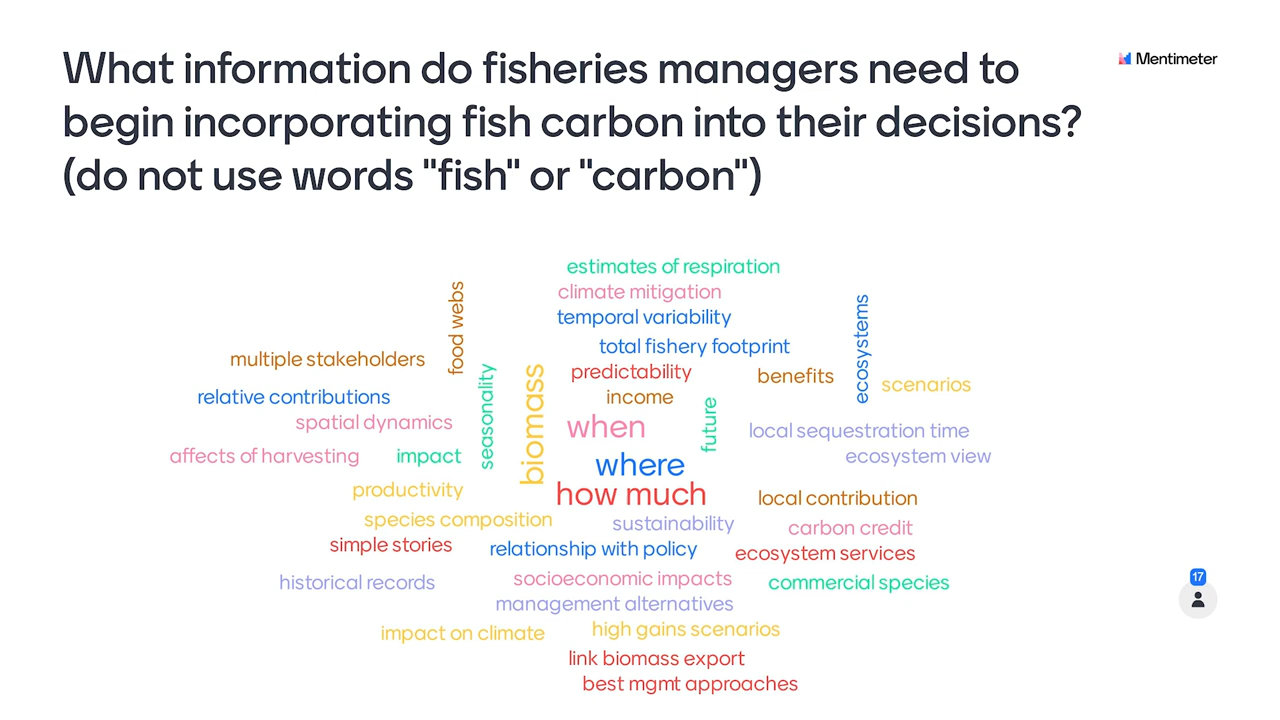 What information do fisheries managers need to
begin incorporating fish carbon into their decisions?
(do not use words "fish" or "carbon")
Mentimeter
estimates of respiration
climate mitigation
temporal variability
total fishery footprint
multiple stakeholders
food webs
predictability
benefits
ecosystems
scenarios
relative contributions
income
spatial dynamics
seasonality
biomass
when
future
local sequestration time
affects of harvesting
impact
where
ecosystem view
productivity
how much
local contribution
species composition
sustainability
carbon credit
simple stories
relationship with policy
ecosystem services
historical records
socioeconomic impacts
commercial species
management alternatives
impact on climate
high gains scenarios
link biomass export
best mgmt approaches
17